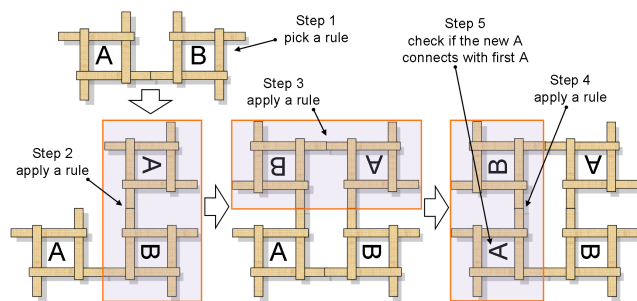 Step 1
pick a rule
A
B
Step 5
check if the new A
connects with first A
Step 3
apply a rule
Step 4
apply a rule
Step 2
apply a rule
A
A
B
B
A
A
B
B
A
A
B